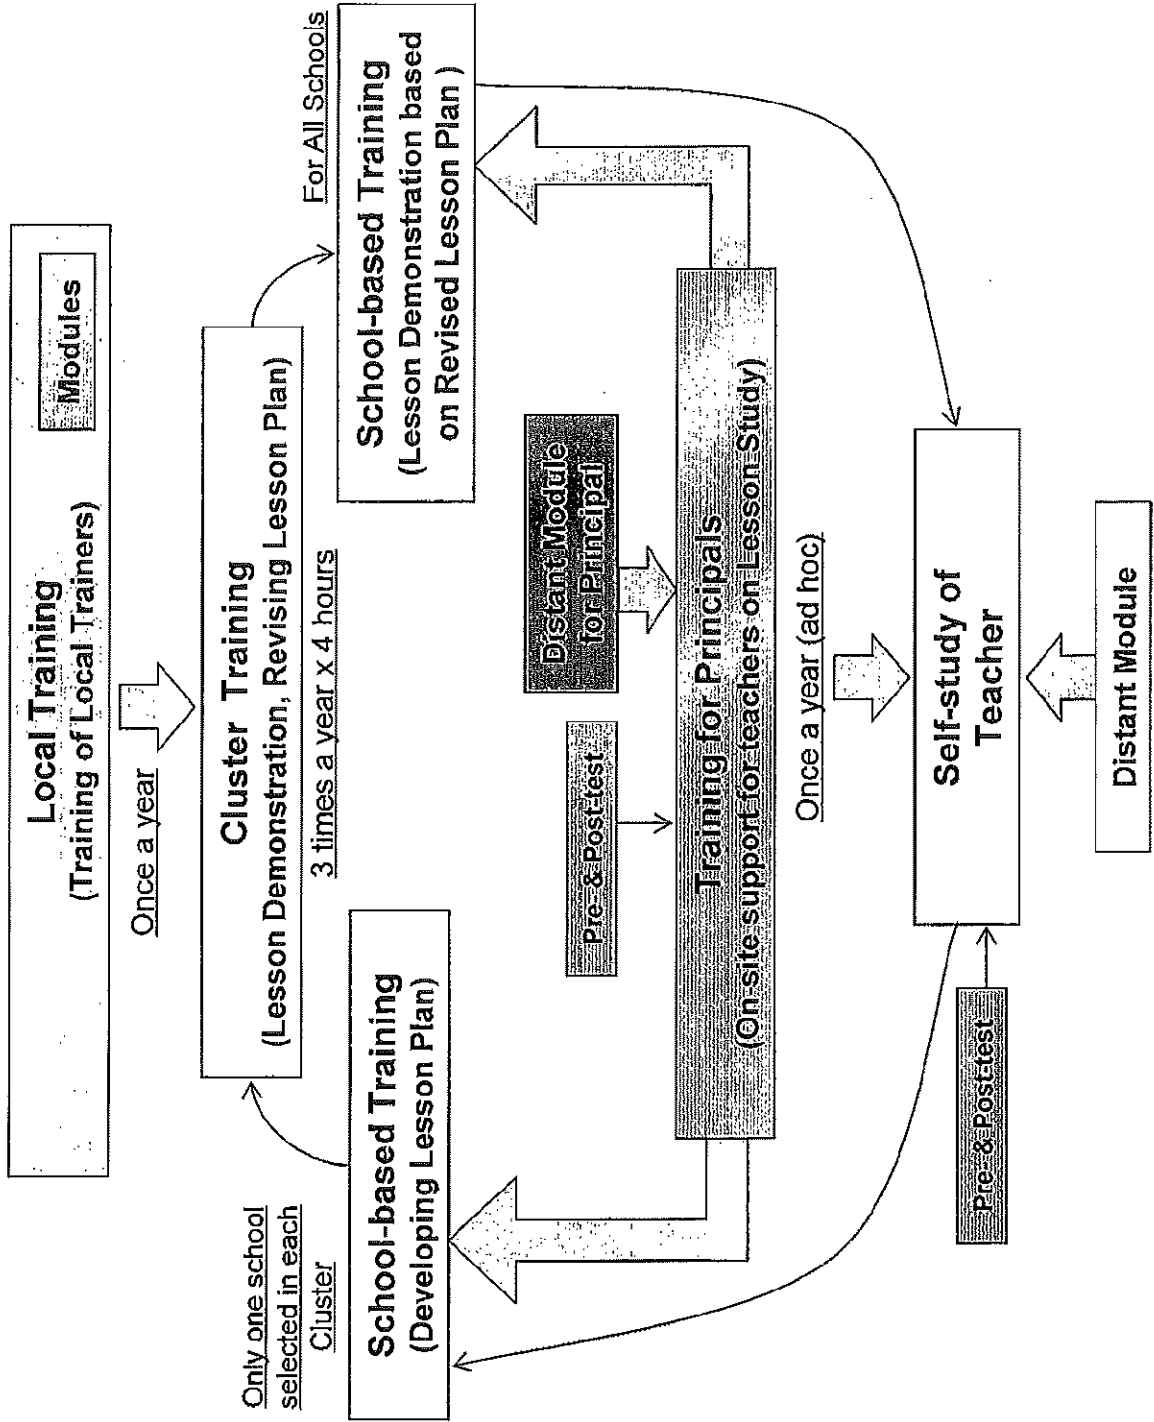 Local Training
(Training of Local Trainers)
Modules
Once a year
Cluster Training
(Lesson Demonstration, Revising Lesson Plan)
3 times a year x 4 hours
Only one school
selected in each
Cluster
School-based Training
(Developing Lesson Plan)
For All Schools
School-based Training
(Lesson Demonstration based
on Revised Lesson Plan )
Pre- & Post-test
Distant Module
for Principal
Training for Principals
(On-site support for teachers on Lesson Study)
Once a year (ad hoc)
Self-study of
Teacher
Pre- & Post-test
Distant Module